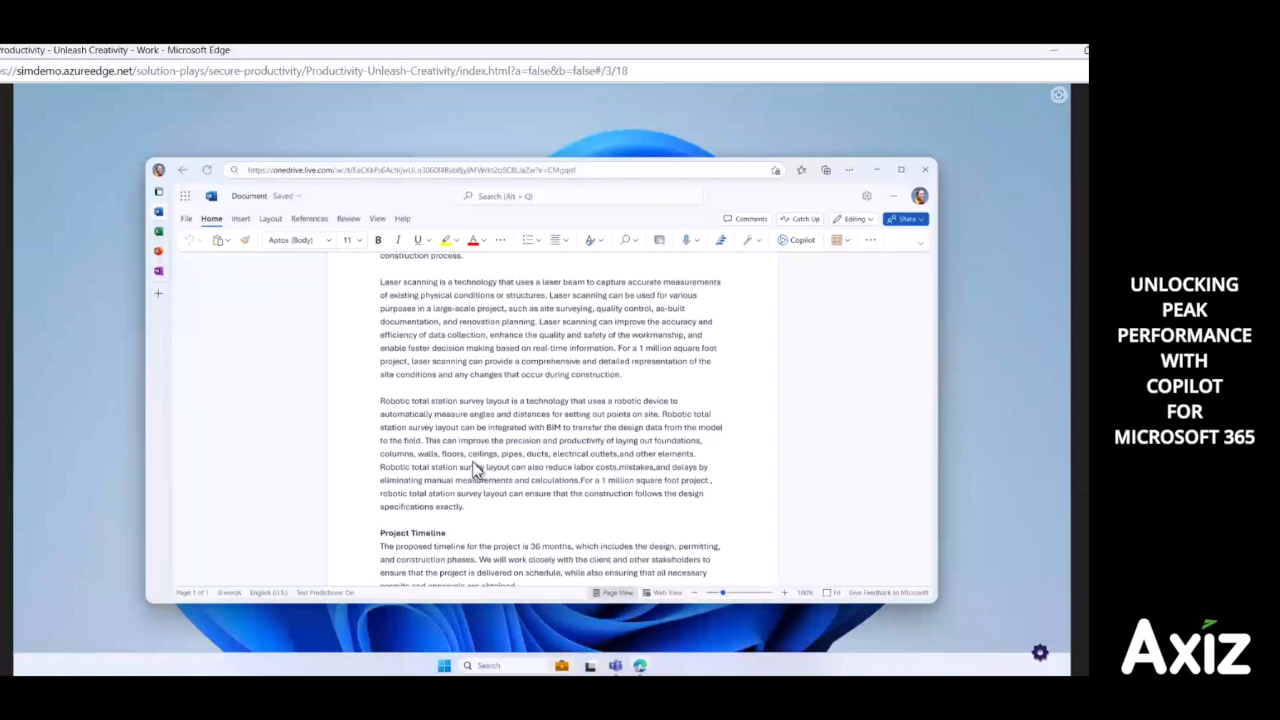 roductivity - Unleash Creativity - Work - Microsoft Edge
s://simdemo.azureedge.net/solution-plays/secure-productivity/Productivity-Unleash-Creativity/index.html?a=false&b=false#/3/18
Document Saved
Search (Alt + Q)
File Home Insert Layout References Review View Help
Comments Catch Up Editing Share
Aptos (Body) 11 B I U A Copilot
construction process.
Laser scanning is a technology that uses a laser beam to capture accurate measurements
of existing physical conditions or structures. Laser scanning can be used for various
purposes in a large-scale project, such as site surveying, quality control, as-built
documentation, and renovation planning. Laser scanning can improve the accuracy and
efficiency of data collection, enhance the quality and safety of the workmanship, and
enable faster decision making based on real-time information. For a 1 million square foot
project, laser scanning can provide a comprehensive and detailed representation of the
site conditions and any changes that occur during construction.
Robotic total station survey layout is a technology that uses a robotic device to
automatically measure angles and distances for setting out points on site. Robotic total
station survey layout can be integrated with BIM to transfer the design data from the model
to the field. This can improve the precision and productivity of laying out foundations,
columns, walls, floors, ceilings, pipes, ducts, electrical outlets,and other elements.
Robotic total station survey layout can also reduce labor costs,mistakes,and delays by
eliminating manual measurements and calculations.For a 1 million square foot project ,
robotic total station survey layout can ensure that the construction follows the design
specifications exactly.
Project Timeline
The proposed timeline for the project is 36 months, which includes the design, permitting,
and construction phases. We will work closely with the client and other stakeholders to
ensure that the project is delivered on schedule, while also ensuring that all necessary
permits and approvals are obtained.
Page 1 of 1 0 words English (U.S.) Text Predictions: On
Page View Web View 100% Fit Give Feedback to Microsoft
Search
UNLOCKING
PEAK
PERFORMANCE
WITH
COPILOT
FOR
MICROSOFT 365
Axiz